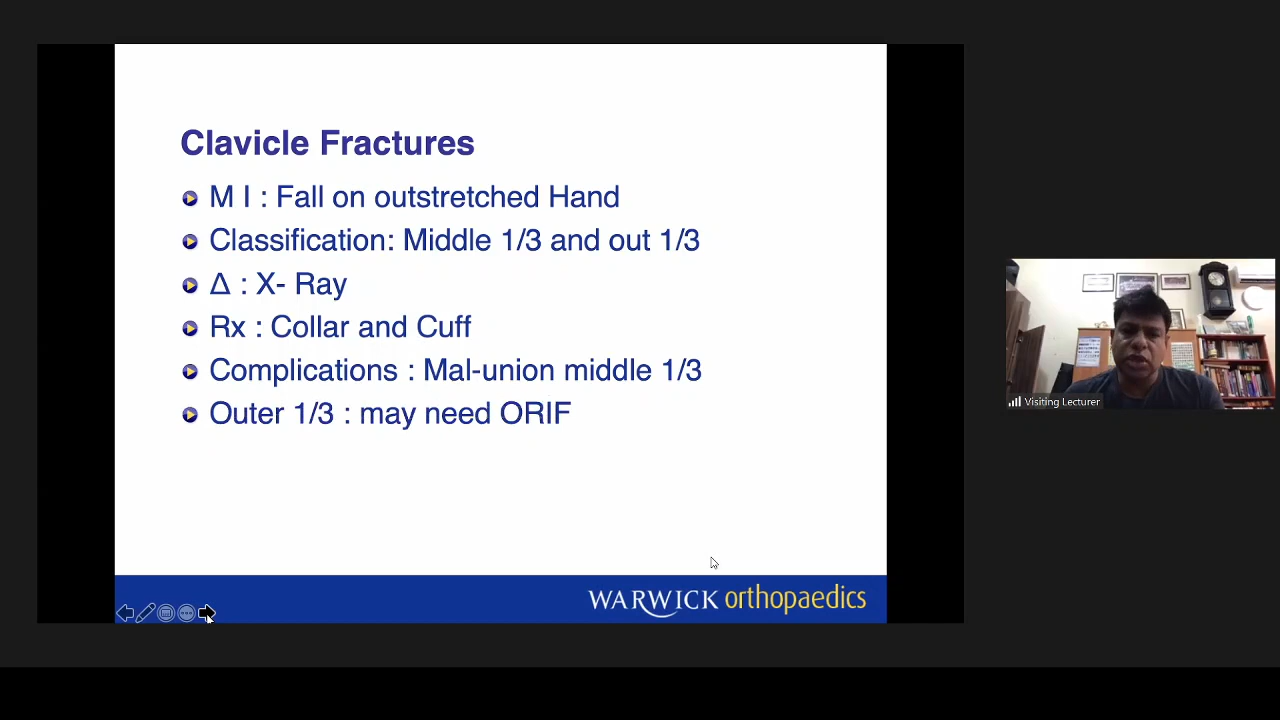 Clavicle Fractures
M I : Fall on outstretched Hand
Classification: Middle 1/3 and out 1/3
Δ : X- Ray
Rx : Collar and Cuff
Complications : Mal-union middle 1/3
Outer 1/3 : may need ORIF
WARWICK orthopaedics
Visiting Lecturer